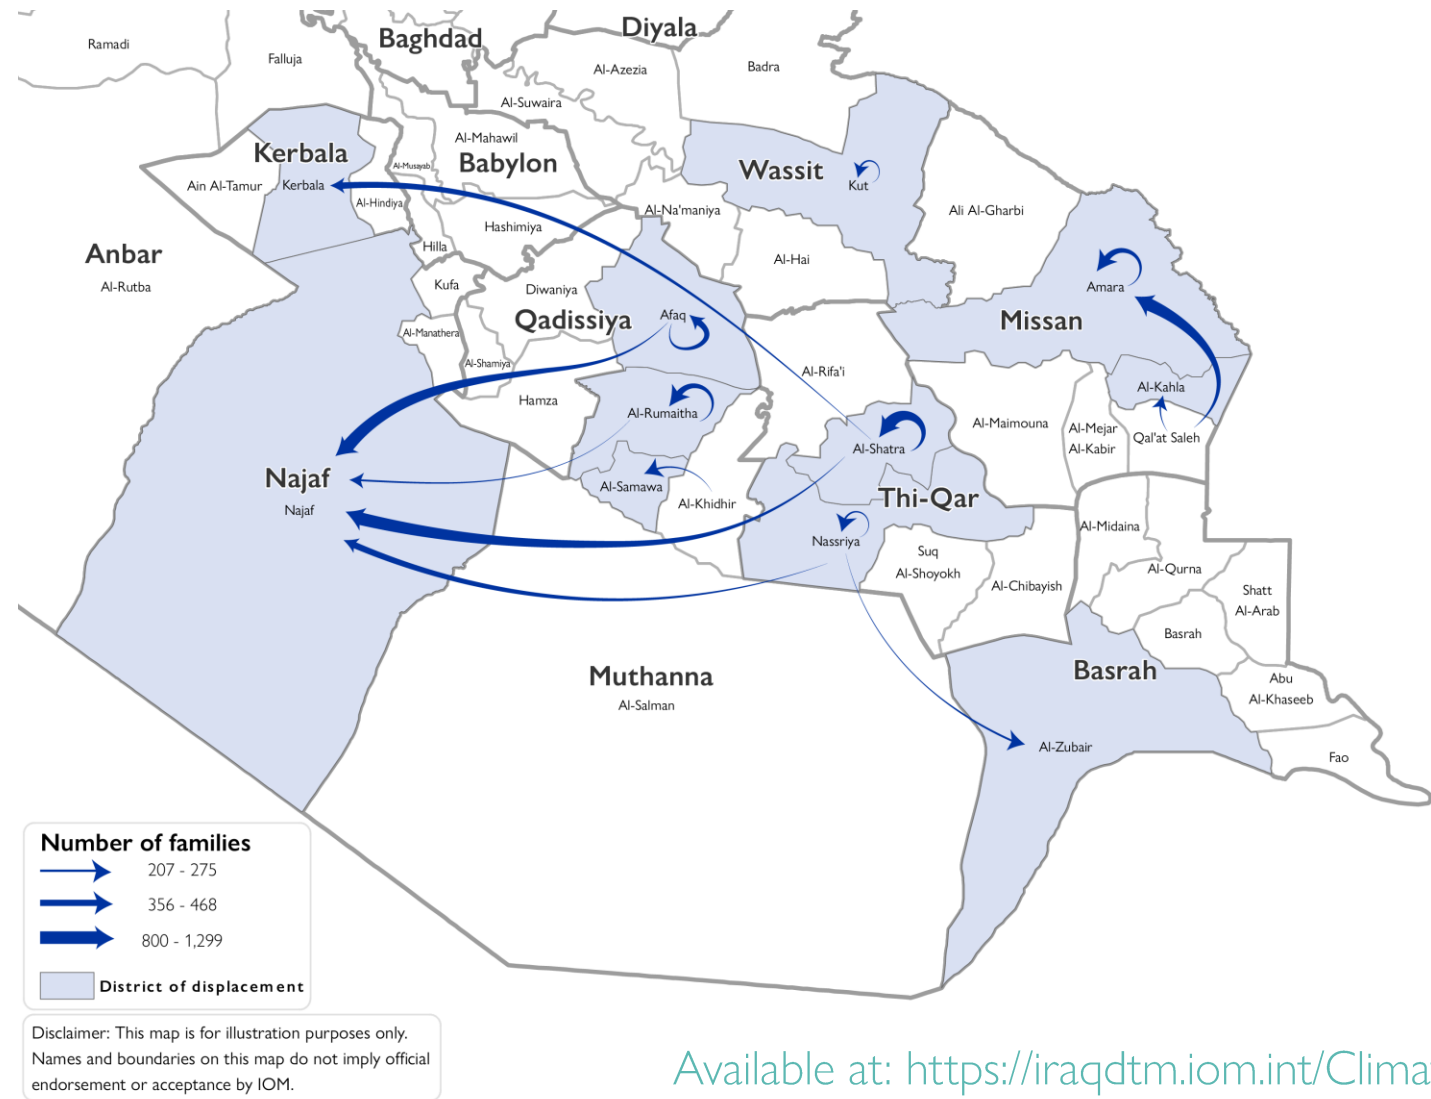 Ramadi
Falluja
Baghdad
Diyala
Al-Azezia
Badra
Al-Suwaira
Al-Mahawil
Babylon
Al-Musayab
Kerbala
Kerbala
Ain Al-Tamur
Al-Hindiya
Wassit
Kut
Al-Na'maniya
Ali Al-Gharbi
Hashimiya
Hilla
Anbar
Al-Rutba
Al-Hai
Kufa
Diwaniya
Amara
Qadissiya
Afaq
Missan
Al-Manathera
Al-Shamiya
Al-Rifa'i
Al-Kahla
Hamza
Al-Rumaitha
Al-Maimouna
Al-Mejar
Al-Kabir
Qal'at Saleh
Al-Shatra
Najaf
Najaf
Al-Samawa
Al-Khidhir
Thi-Qar
Al-Midaina
Nassriya
Suq
Al-Shoyokh
Al-Chibayish
Al-Qurna
Shatt
Al-Arab
Basrah
Basrah
Muthanna
Al-Salman
Abu
Al-Khaseeb
Al-Zubair
Fao
Number of families
207 - 275
356 - 468
800 - 1,299
District of displacement
Disclaimer: This map is for illustration purposes only.
Names and boundaries on this map do not imply official
endorsement or acceptance by IOM.
Available at: https://iraqdtm.iom.int/Clima